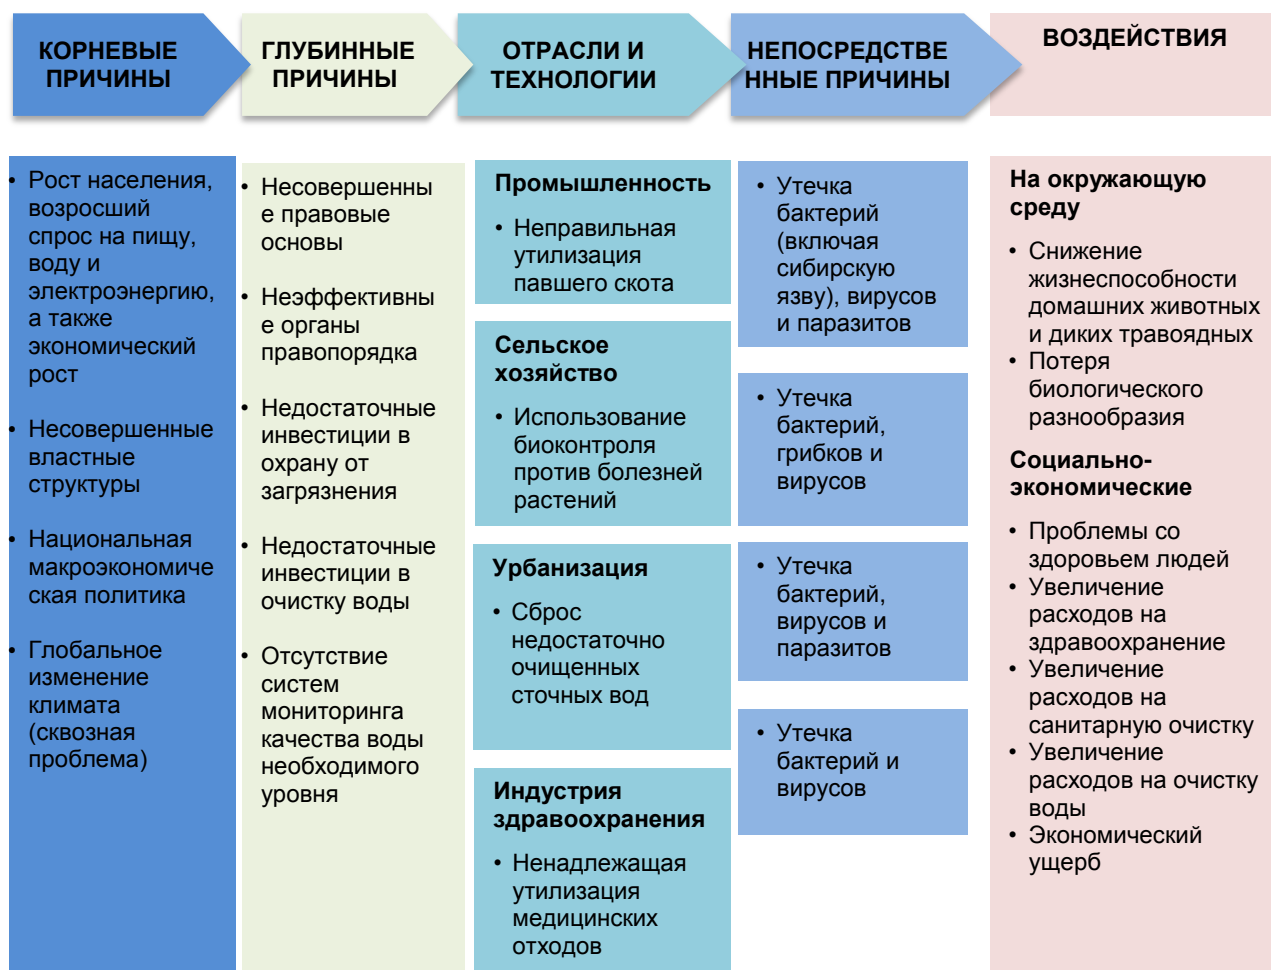 КОРНЕВЫЕ
ПРИЧИНЫ
ГЛУБИННЫЕ
ПРИЧИНЫ
ОТРАСЛИ И
ТЕХНОЛОГИИ
НЕПОСРЕДСТВЕ
ННЫЕ ПРИЧИНЫ
ВОЗДЕЙСТВИЯ
• Рост населения,
возросший
спрос на пищу,
воду и
электроэнергию,
а также
экономический
рост
• Несовершенные
властные
структуры
• Национальная
макроэкономиче
ская политика
• Глобальное
изменение
климата
(сквозная
проблема)
• Несовершенны
е правовые
основы
• Неэффективны
е органы
правопорядка
• Недостаточные
инвестиции в
охрану от
загрязнения
• Недостаточные
инвестиции в
очистку воды
• Отсутствие
систем
мониторинга
качества воды
необходимого
уровня
Промышленность
• Неправильная
утилизация
павшего скота
Сельское
хозяйство
• Использование
биоконтроля
против болезней
растений
Урбанизация
• Сброс
недостаточно
очищенных
сточных вод
Индустрия
здравоохранения
• Ненадлежащая
утилизация
медицинских
отходов
• Утечка
бактерий
(включая
сибирскую
язву), вирусов
и паразитов
• Утечка
бактерий,
грибков и
вирусов
• Утечка
бактерий,
вирусов и
паразитов
• Утечка
бактерий и
вирусов
На окружающую
среду
• Снижение
жизнеспособности
домашних животных
и диких травоядных
• Потеря
биологического
разнообразия
Социально-
экономические
• Проблемы со
здоровьем людей
• Увеличение
расходов на
здравоохранение
• Увеличение
расходов на
санитарную очистку
• Увеличение
расходов на очистку
воды
• Экономический
ущерб